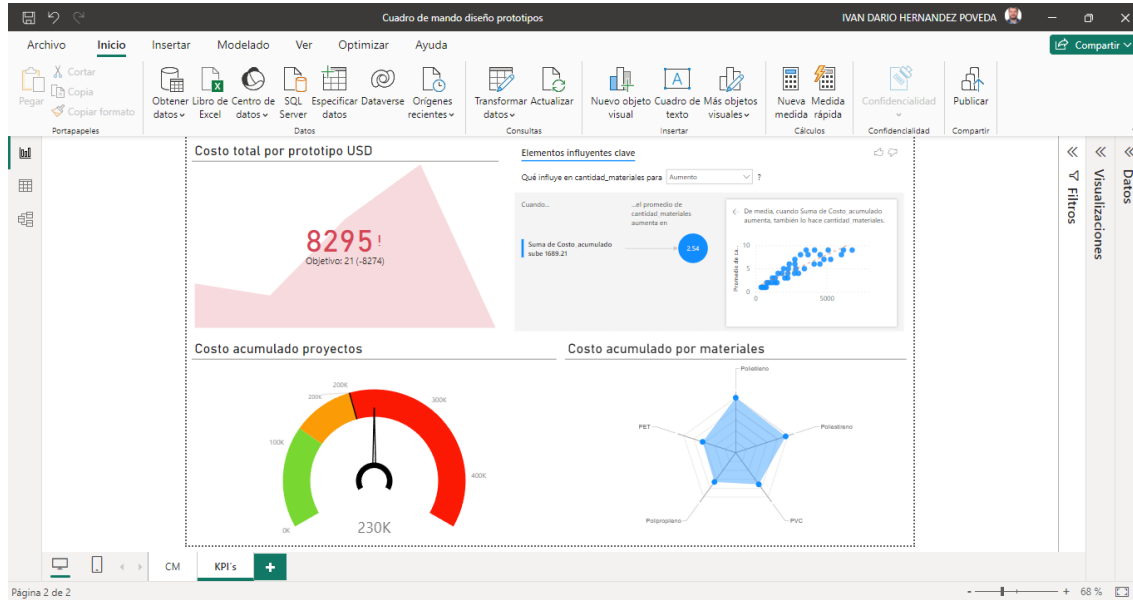 Cuadro de mando diseño prototipos
IVAN DARIO HERNANDEZ POVEDA
Archivo Inicio Insertar Modelado Ver Optimizar Ayuda
Compartir
Pegar
Cortar
Copia
Copiar formato
Portapapeles
Obtener datos
Libro de Excel
Centro de datos
SQL Server
Especificar datos
Dataverse
Orígenes recientes
Datos
Transformar datos
Actualizar
Consultas
Nuevo objeto visual
Cuadro de texto
Más objetos visuales
Insertar
Nueva medida
Medida rápida
Cálculos
Confidencialidad
Confidencialidad
Publicar
Compartir
Costo total por prototipo USD
8295!
Objetivo: 21 (-8274)
Elementos influyentes clave
Qué influye en cantidad_materiales para Aumento ?
Cuando...
...el promedio de
cantidad_materiales
aumenta en
Suma de Costo_acumulado
sube 1689.21
2.54
De media, cuando Suma de Costo_acumulado
aumenta, también lo hace cantidad_materiales.
Promedio de ca...
10
5
0
0 5000
Costo acumulado proyectos
0K
100K
200K
200K
300K
400K
230K
Costo acumulado por materiales
Polietileno
PET
Poliestireno
Polipropileno
PVC
Filtros
Visualizaciones
Datos
CM KPI´s
Página 2 de 2
68 %